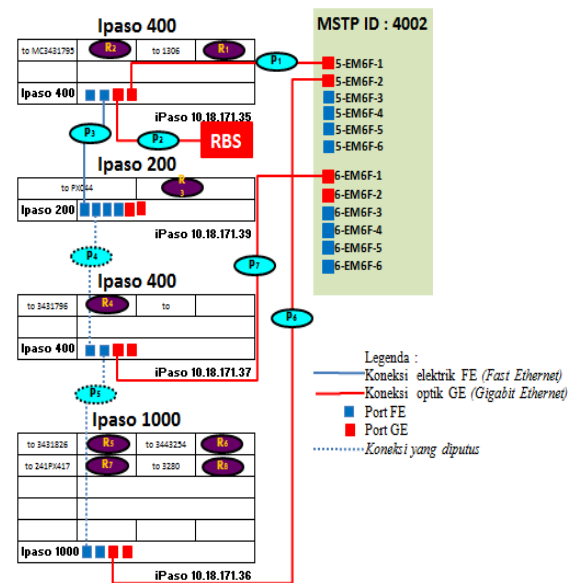 Ipaso 400
to MC3431795 R2 to 1306 R1
Ipaso 400
iPaso 10.18.171.35
P1
P2
RBS
P3
Ipaso 200
to PX044 R3
Ipaso 200
iPaso 10.18.171.39
P4
P7
Ipaso 400
to 3431796 R4 to
P6
Ipaso 400
iPaso 10.18.171.37
P5
Ipaso 1000
to 3431826 R5 to 3443254 R6
to 241PX417 R7 to 3280 R8
Ipaso 1000
iPaso 10.18.171.36
MSTP ID : 4002
5-EM6F-1
5-EM6F-2
5-EM6F-3
5-EM6F-4
5-EM6F-5
5-EM6F-6
6-EM6F-1
6-EM6F-2
6-EM6F-3
6-EM6F-4
6-EM6F-5
6-EM6F-6
Legenda :
Koneksi elektrik FE (Fast Ethernet)
Koneksi optik GE (Gigabit Ethernet)
Port FE
Port GE
Koneksi yang diputus